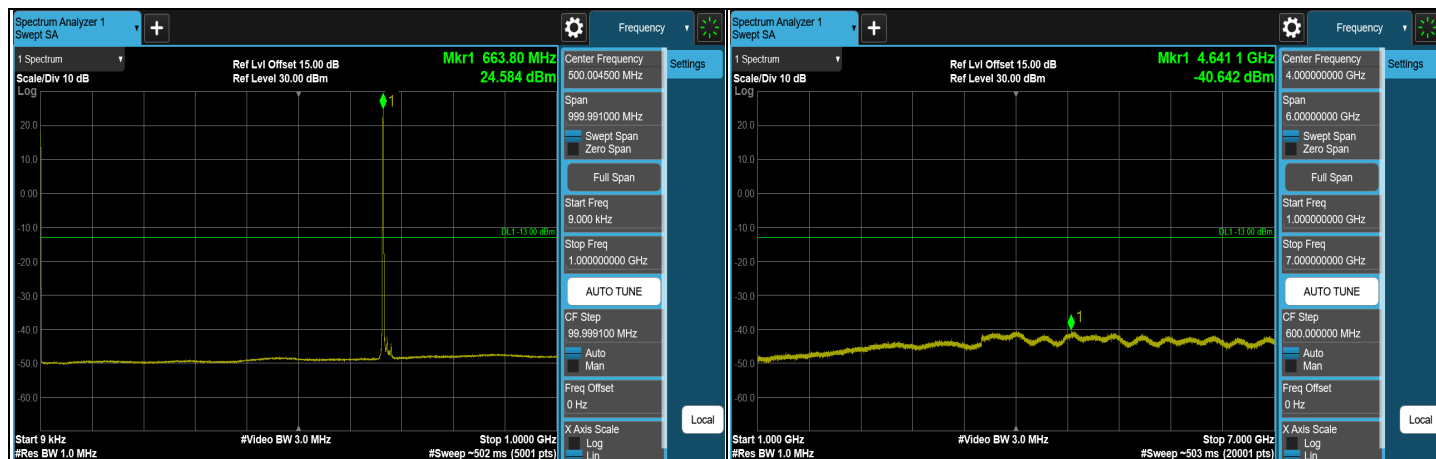 Spectrum Analyzer 1
Swept SA
+
Frequency
1 Spectrum
Scale/Div 10 dB
Ref Lvl Offset 15.00 dB
Ref Level 30.00 dBm
Mkr1 663.80 MHz
24.584 dBm
Log
20.0
10.0
0.00
-10.0
-20.0
-30.0
-40.0
-50.0
-60.0
1
DL1 -13.00 dBm
Start 9 kHz
#Res BW 1.0 MHz
#Video BW 3.0 MHz
Stop 1.0000 GHz
#Sweep ~502 ms (5001 pts)
Center Frequency
500.004500 MHz
Span
999.991000 MHz
Swept Span
Zero Span
Full Span
Start Freq
9.000 kHz
Stop Freq
1.000000000 GHz
AUTO TUNE
CF Step
99.999100 MHz
Auto
Man
Freq Offset
0 Hz
X Axis Scale
Log
Lin
Settings
Local
Spectrum Analyzer 1
Swept SA
+
Frequency
1 Spectrum
Scale/Div 10 dB
Ref Lvl Offset 15.00 dB
Ref Level 30.00 dBm
Mkr1 4.641 1 GHz
-40.642 dBm
Log
20.0
10.0
0.00
-10.0
-20.0
-30.0
-40.0
-50.0
-60.0
1
DL1 -13.00 dBm
Start 1.000 GHz
#Res BW 1.0 MHz
#Video BW 3.0 MHz
Stop 7.000 GHz
#Sweep ~503 ms (20001 pts)
Center Frequency
4.00000000 GHz
Span
6.00000000 GHz
Swept Span
Zero Span
Full Span
Start Freq
1.00000000 GHz
Stop Freq
7.000000000 GHz
AUTO TUNE
CF Step
600.000000 MHz
Auto
Man
Freq Offset
0 Hz
X Axis Scale
Log
Lin
Settings
Local